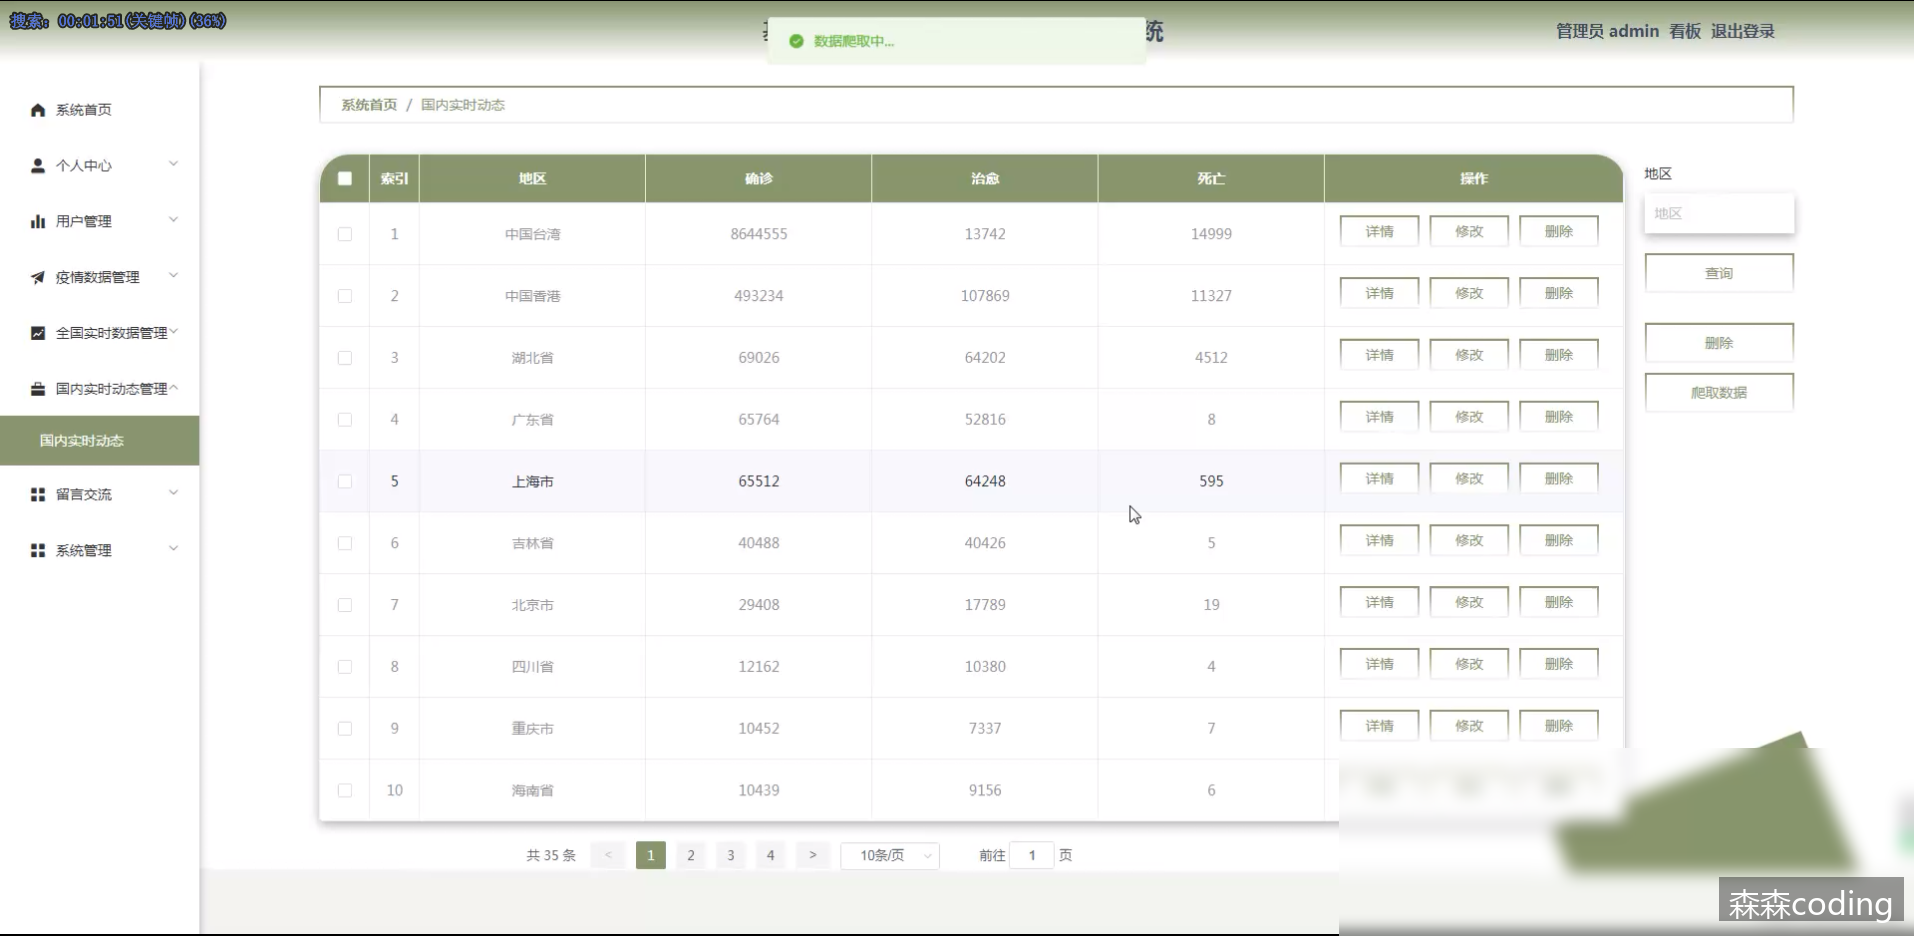 搜索: 00:01:51(关键帧)(36%)
数据爬取中...
统
管理员 admin 看板 退出登录
系统首页
个人中心
用户管理
疫情数据管理
全国实时数据管理
国内实时动态管理
国内实时动态
留言交流
系统管理
系统首页 / 国内实时动态
索引 地区 确诊 治愈 死亡 操作
1 中国台湾 8644555 13742 14999 详情 修改 删除
2 中国香港 493234 107869 11327 详情 修改 删除
3 湖北省 69026 64202 4512 详情 修改 删除
4 广东省 65764 52816 8 详情 修改 删除
5 上海市 65512 64248 595 详情 修改 删除
6 吉林省 40488 40426 5 详情 修改 删除
7 北京市 29408 17789 19 详情 修改 删除
8 四川省 12162 10380 4 详情 修改 删除
9 重庆市 10452 7337 7 详情 修改 删除
10 海南省 10439 9156 6
共 35 条 < 1 2 3 4 > 10条/页 前往 1 页
地区
地区
查询
删除
爬取数据
森森coding